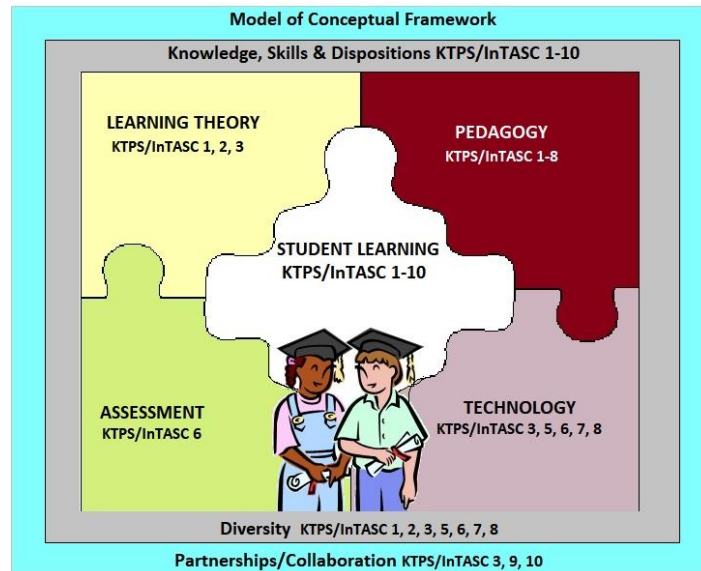 Model of Conceptual Framework
Knowledge, Skills & Dispositions KTPS/InTASC 1-10
LEARNING THEORY
KTPS/InTASC 1, 2, 3
PEDAGOGY
KTPS/InTASC 1-8
STUDENT LEARNING
KTPS/InTASC 1-10
ASSESSMENT
KTPS/InTASC 6
TECHNOLOGY
KTPS/InTASC 3, 5, 6, 7, 8
Diversity KTPS/InTASC 1, 2, 3, 5, 6, 7, 8
Partnerships/Collaboration KTPS/InTASC 3, 9, 10